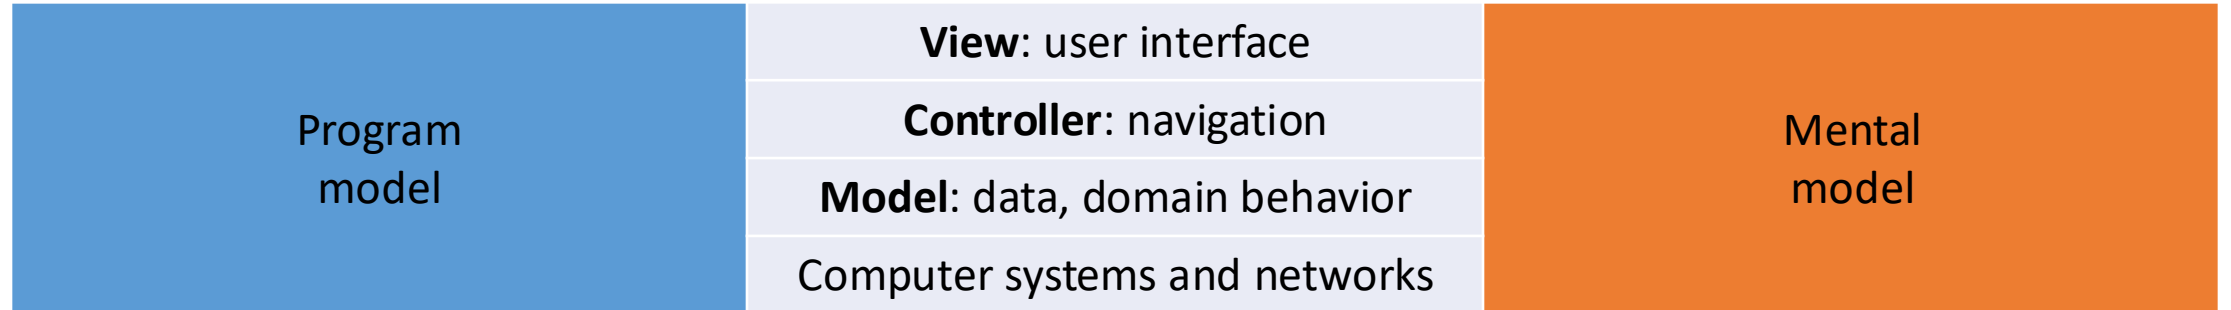 Program
model
View: user interface
Controller: navigation
Model: data, domain behavior
Computer systems and networks
Mental
model